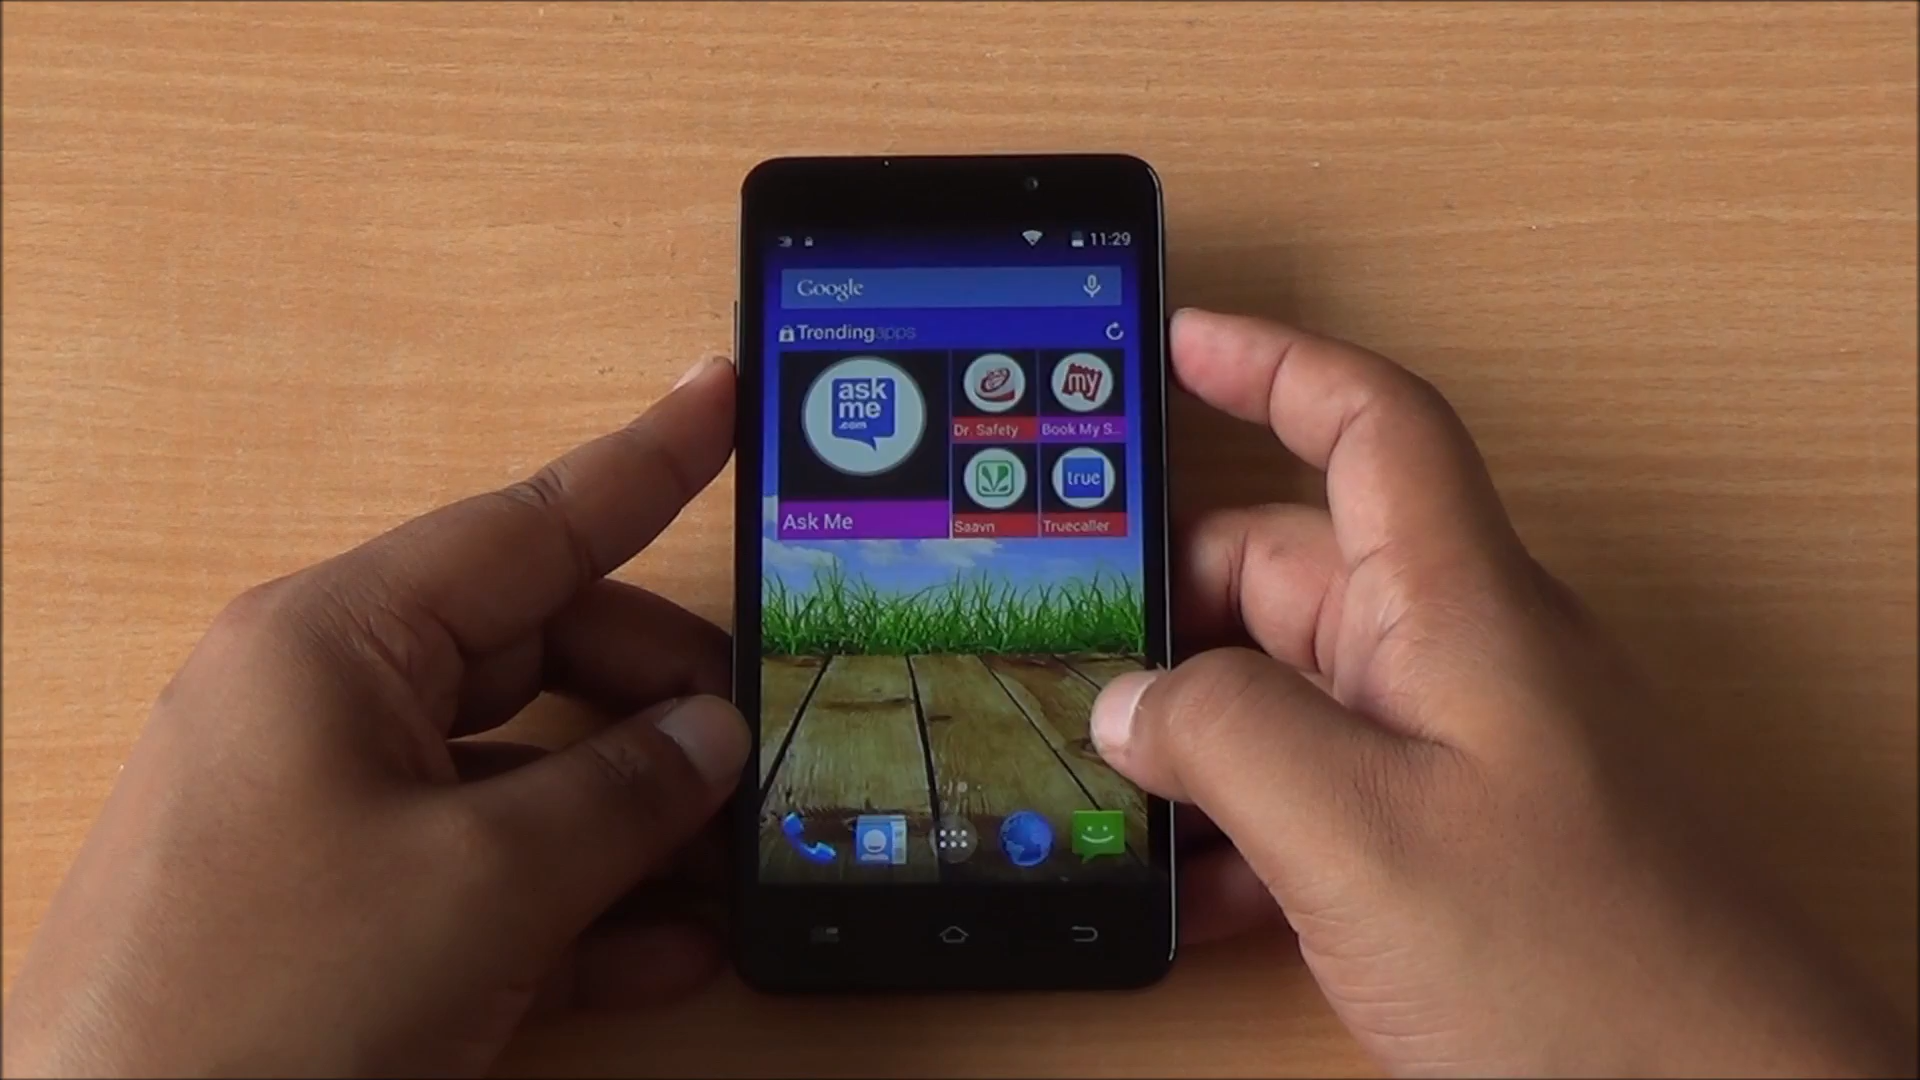 11:29
Google
Trendingapps
ask
me
.com
my
Dr. Safety
Book My S...
true
Ask Me
Saavn
Truecaller